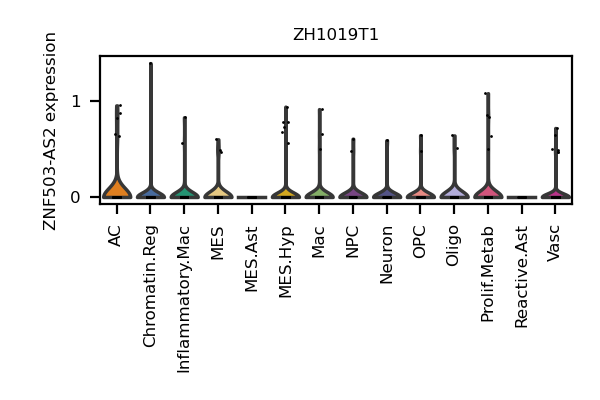 ZH1019T1
ZNF503-AS2 expression
1
0
AC
Chromatin.Reg
Inflammatory.Mac
MES
MES.Ast
MES.Hyp
Mac
NPC
Neuron
OPC
Oligo
Prolif.Metab
Reactive.Ast
Vasc